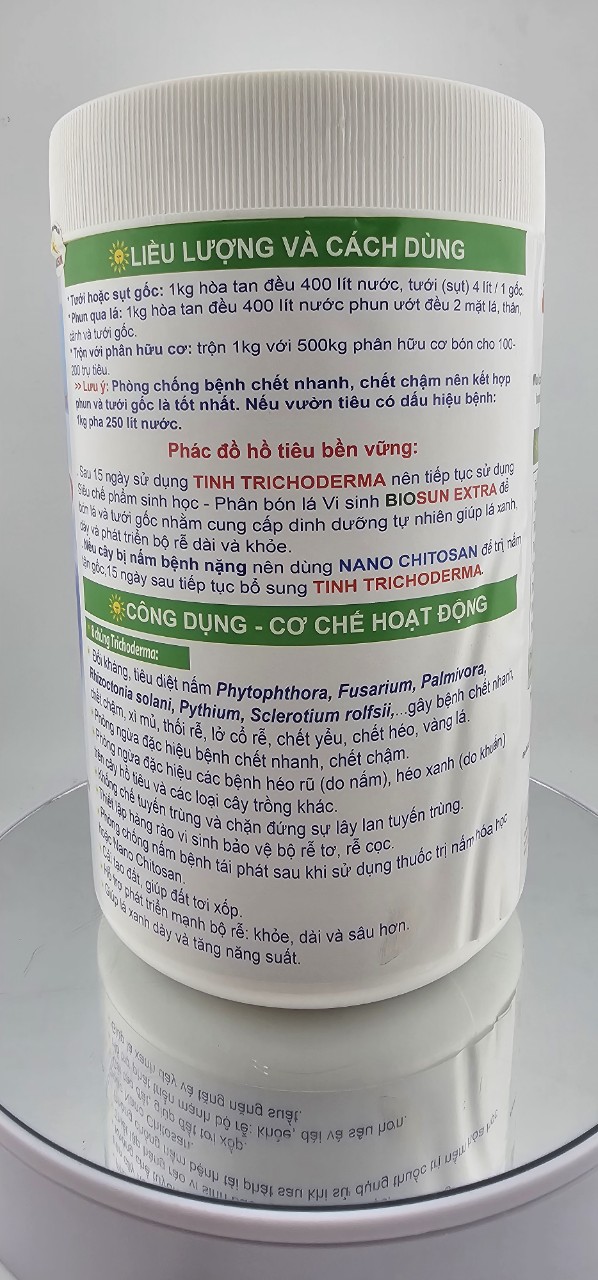 LIỀU LƯỢNG VÀ CÁCH DÙNG
* Tưới hoặc sụt gốc: 1kg hòa tan đều 400 lít nước, tưới (sụt) 4 lít / 1 gốc.
* Phun qua lá: 1kg hòa tan đều 400 lít nước phun ướt đều 2 mặt lá, thân,
cành và tưới gốc.
* Trộn với phân hữu cơ: trộn 1kg với 500kg phân hữu cơ bón cho 100-
200 trụ tiêu.
>> Lưu ý: Phòng chống bệnh chết nhanh, chết chậm nên kết hợp
phun và tưới gốc là tốt nhất. Nếu vườn tiêu có dấu hiệu bệnh:
1kg pha 250 lít nước.
Phác đồ hồ tiêu bền vững:
. Sau 15 ngày sử dụng TINH TRICHODERMA nên tiếp tục sử dụng
Siêu chế phẩm sinh học - Phân bón lá Vi sinh BIOSUN EXTRA để
bón lá và tưới gốc nhằm cung cấp dinh dưỡng tự nhiên giúp lá xanh,
dày và phát triển bộ rễ dài và khỏe.
. Nếu cây bị nấm bệnh nặng nên dùng NANO CHITOSAN để trị nấm
tận gốc, 15 ngày sau tiếp tục bổ sung TINH TRICHODERMA.
CÔNG DỤNG - CƠ CHẾ HOẠT ĐỘNG
8 chủng Trichoderma:
- Đối kháng, tiêu diệt nấm Phytophthora, Fusarium, Palmivora,
Rhizoctonia solani, Pythium, Sclerotium rolfsii,...gây bệnh chết nhanh,
chết chậm, xì mủ, thối rễ, lở cổ rễ, chết yểu, chết héo, vàng lá.
- Phòng ngừa đặc hiệu bệnh chết nhanh, chết chậm.
- Phòng ngừa đặc hiệu các bệnh héo rũ (do nấm), héo xanh (do khuẩn)
trên cây hồ tiêu và các loại cây trồng khác.
- Khống chế tuyến trùng và chặn đứng sự lây lan tuyến trùng.
- Thiết lập hàng rào vi sinh bảo vệ bộ rễ tơ, rễ cọc.
- Phòng chống nấm bệnh tái phát sau khi sử dụng thuốc trị nấm hóa học
hoặc Nano Chitosan.
- Cải tạo đất, giúp đất tơi xốp.
- Hỗ trợ phát triển mạnh bộ rễ: khỏe, dài và sâu hơn.
- Giúp lá xanh dày và tăng năng suất.